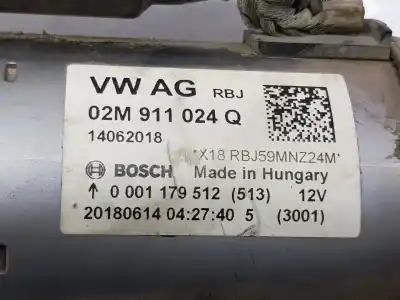 VW AG RBJ
02M 911 024 Q
14062018
*X18 RBJ59MNZ24M*
BOSCH Made in Hungary
↑ 0 001 179 512 (513) 12V
20180614 04:27:40 5 (3001)